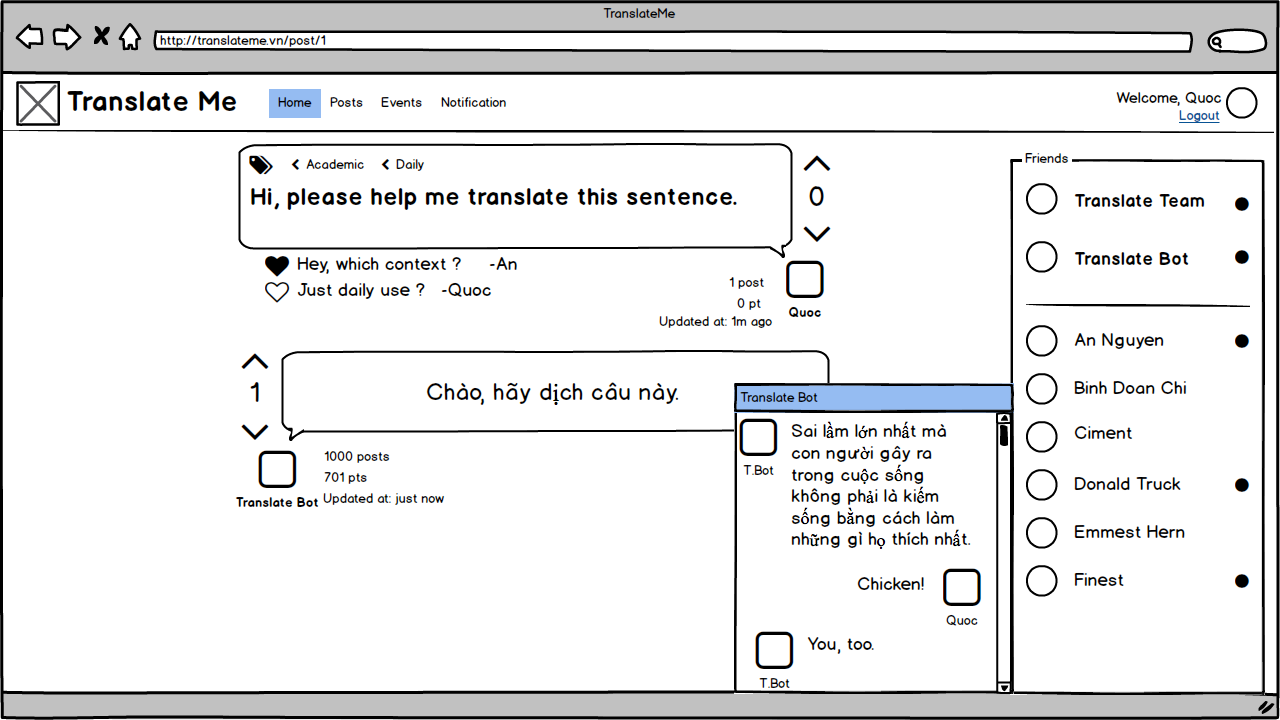 TranslateMe
http://translateme.vn/post/1
Translate Me
Home Posts Events Notification
Welcome, Quoc
Logout
Academic Daily
Hi, please help me translate this sentence.
0
Hey, which context ? -An
Just daily use ? -Quoc
1 post
0 pt
Updated at: 1m ago
Quoc
1
Chào, hãy dịch câu này.
1000 posts
701 pts
Updated at: just now
Translate Bot
Translate Bot
Sai lầm lớn nhất mà
con người gây ra
trong cuộc sống
không phải là kiếm
sống bằng cách làm
những gì họ thích nhất.
T.Bot
Chicken!
Quoc
You, too.
T.Bot
Friends
Translate Team
Translate Bot
An Nguyen
Binh Doan Chi
Ciment
Donald Truck
Emmest Hern
Finest